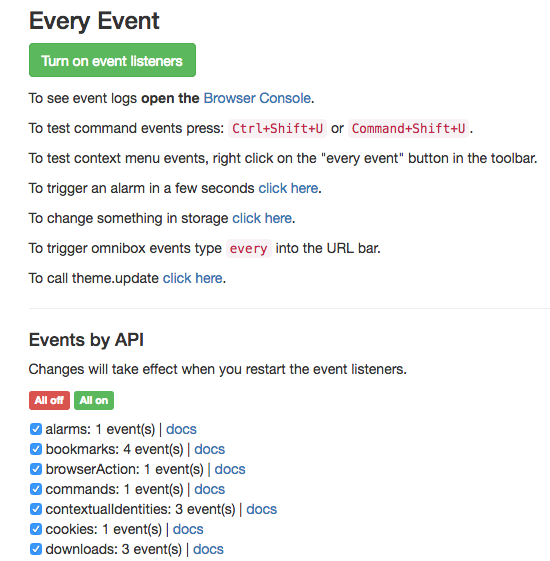 Every Event
Turn on event listeners
To see event logs open the Browser Console.
To test command events press: Ctrl+Shift+U or Command+Shift+U.
To test context menu events, right click on the "every event" button in the toolbar.
To trigger an alarm in a few seconds click here.
To change something in storage click here.
To trigger omnibox events type every into the URL bar.
To call theme.update click here.
Events by API
Changes will take effect when you restart the event listeners.
All off All on
alarms: 1 event(s) | docs
bookmarks: 4 event(s) | docs
browserAction: 1 event(s) | docs
commands: 1 event(s) | docs
contextualIdentities: 3 event(s) | docs
cookies: 1 event(s) | docs
downloads: 3 event(s) | docs